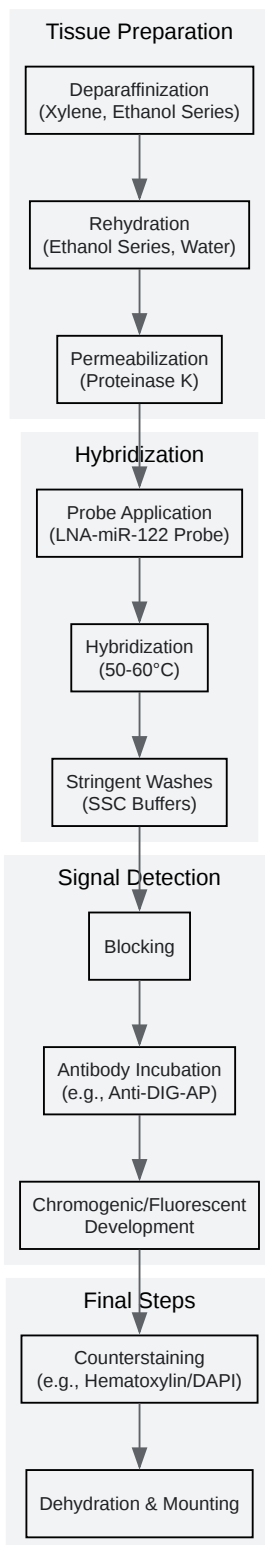 Tissue Preparation
Deparaffinization
(Xylene, Ethanol Series)
Rehydration
(Ethanol Series, Water)
Permeabilization
(Proteinase K)
Hybridization
Probe Application
(LNA-miR-122 Probe)
Hybridization
(50-60°C)
Stringent Washes
(SSC Buffers)
Signal Detection
Blocking
Antibody Incubation
(e.g., Anti-DIG-AP)
Chromogenic/Fluorescent
Development
Final Steps
Counterstaining
(e.g., Hematoxylin/DAPI)
Dehydration & Mounting